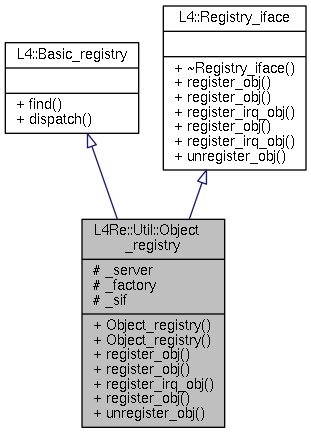 L4::Registry_iface
+ ~Registry_iface()
+ register_obj()
+ register_obj()
+ register_irq_obj()
+ register_obj()
+ register_irq_obj()
+ unregister_obj()
L4::Basic_registry
+ find()
+ dispatch()
L4Re::Util::Object
_registry
# _server
# _factory
# _sif
+ Object_registry()
+ Object_registry()
+ register_obj()
+ register_obj()
+ register_irq_obj()
+ register_obj()
+ unregister_obj()